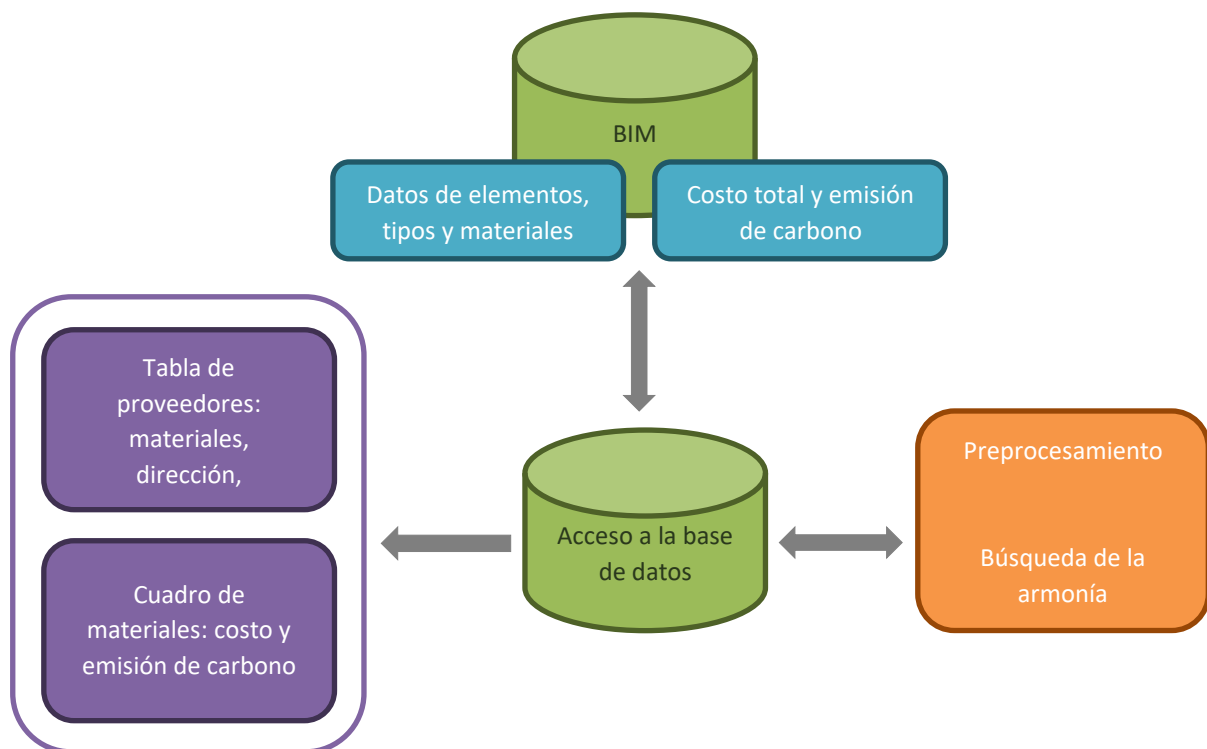 BIM
Datos de elementos,
tipos y materiales
Costo total y emisión
de carbono
Tabla de
proveedores:
materiales,
dirección,
Cuadro de
materiales: costo y
emisión de carbono
Acceso a la base
de datos
Preprocesamiento
Búsqueda de la
armonía